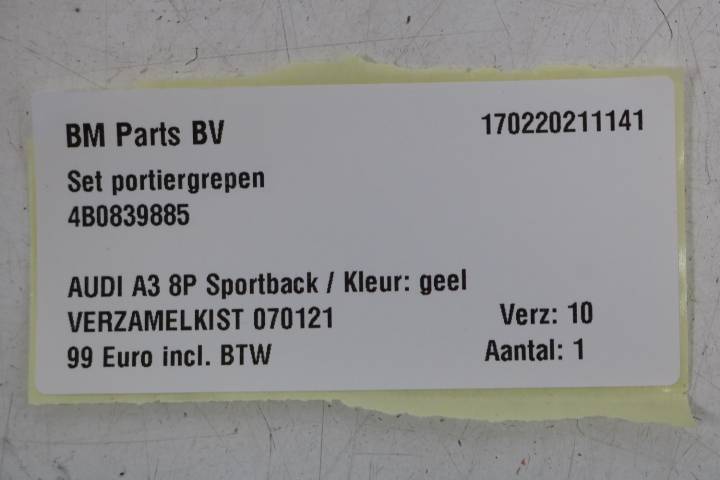 BM Parts BV 170220211141
Set portiergrepen
4B0839885
AUDI A3 8P Sportback / Kleur: geel
VERZAMELKIST 070121 Verz: 10
99 Euro incl. BTW Aantal: 1